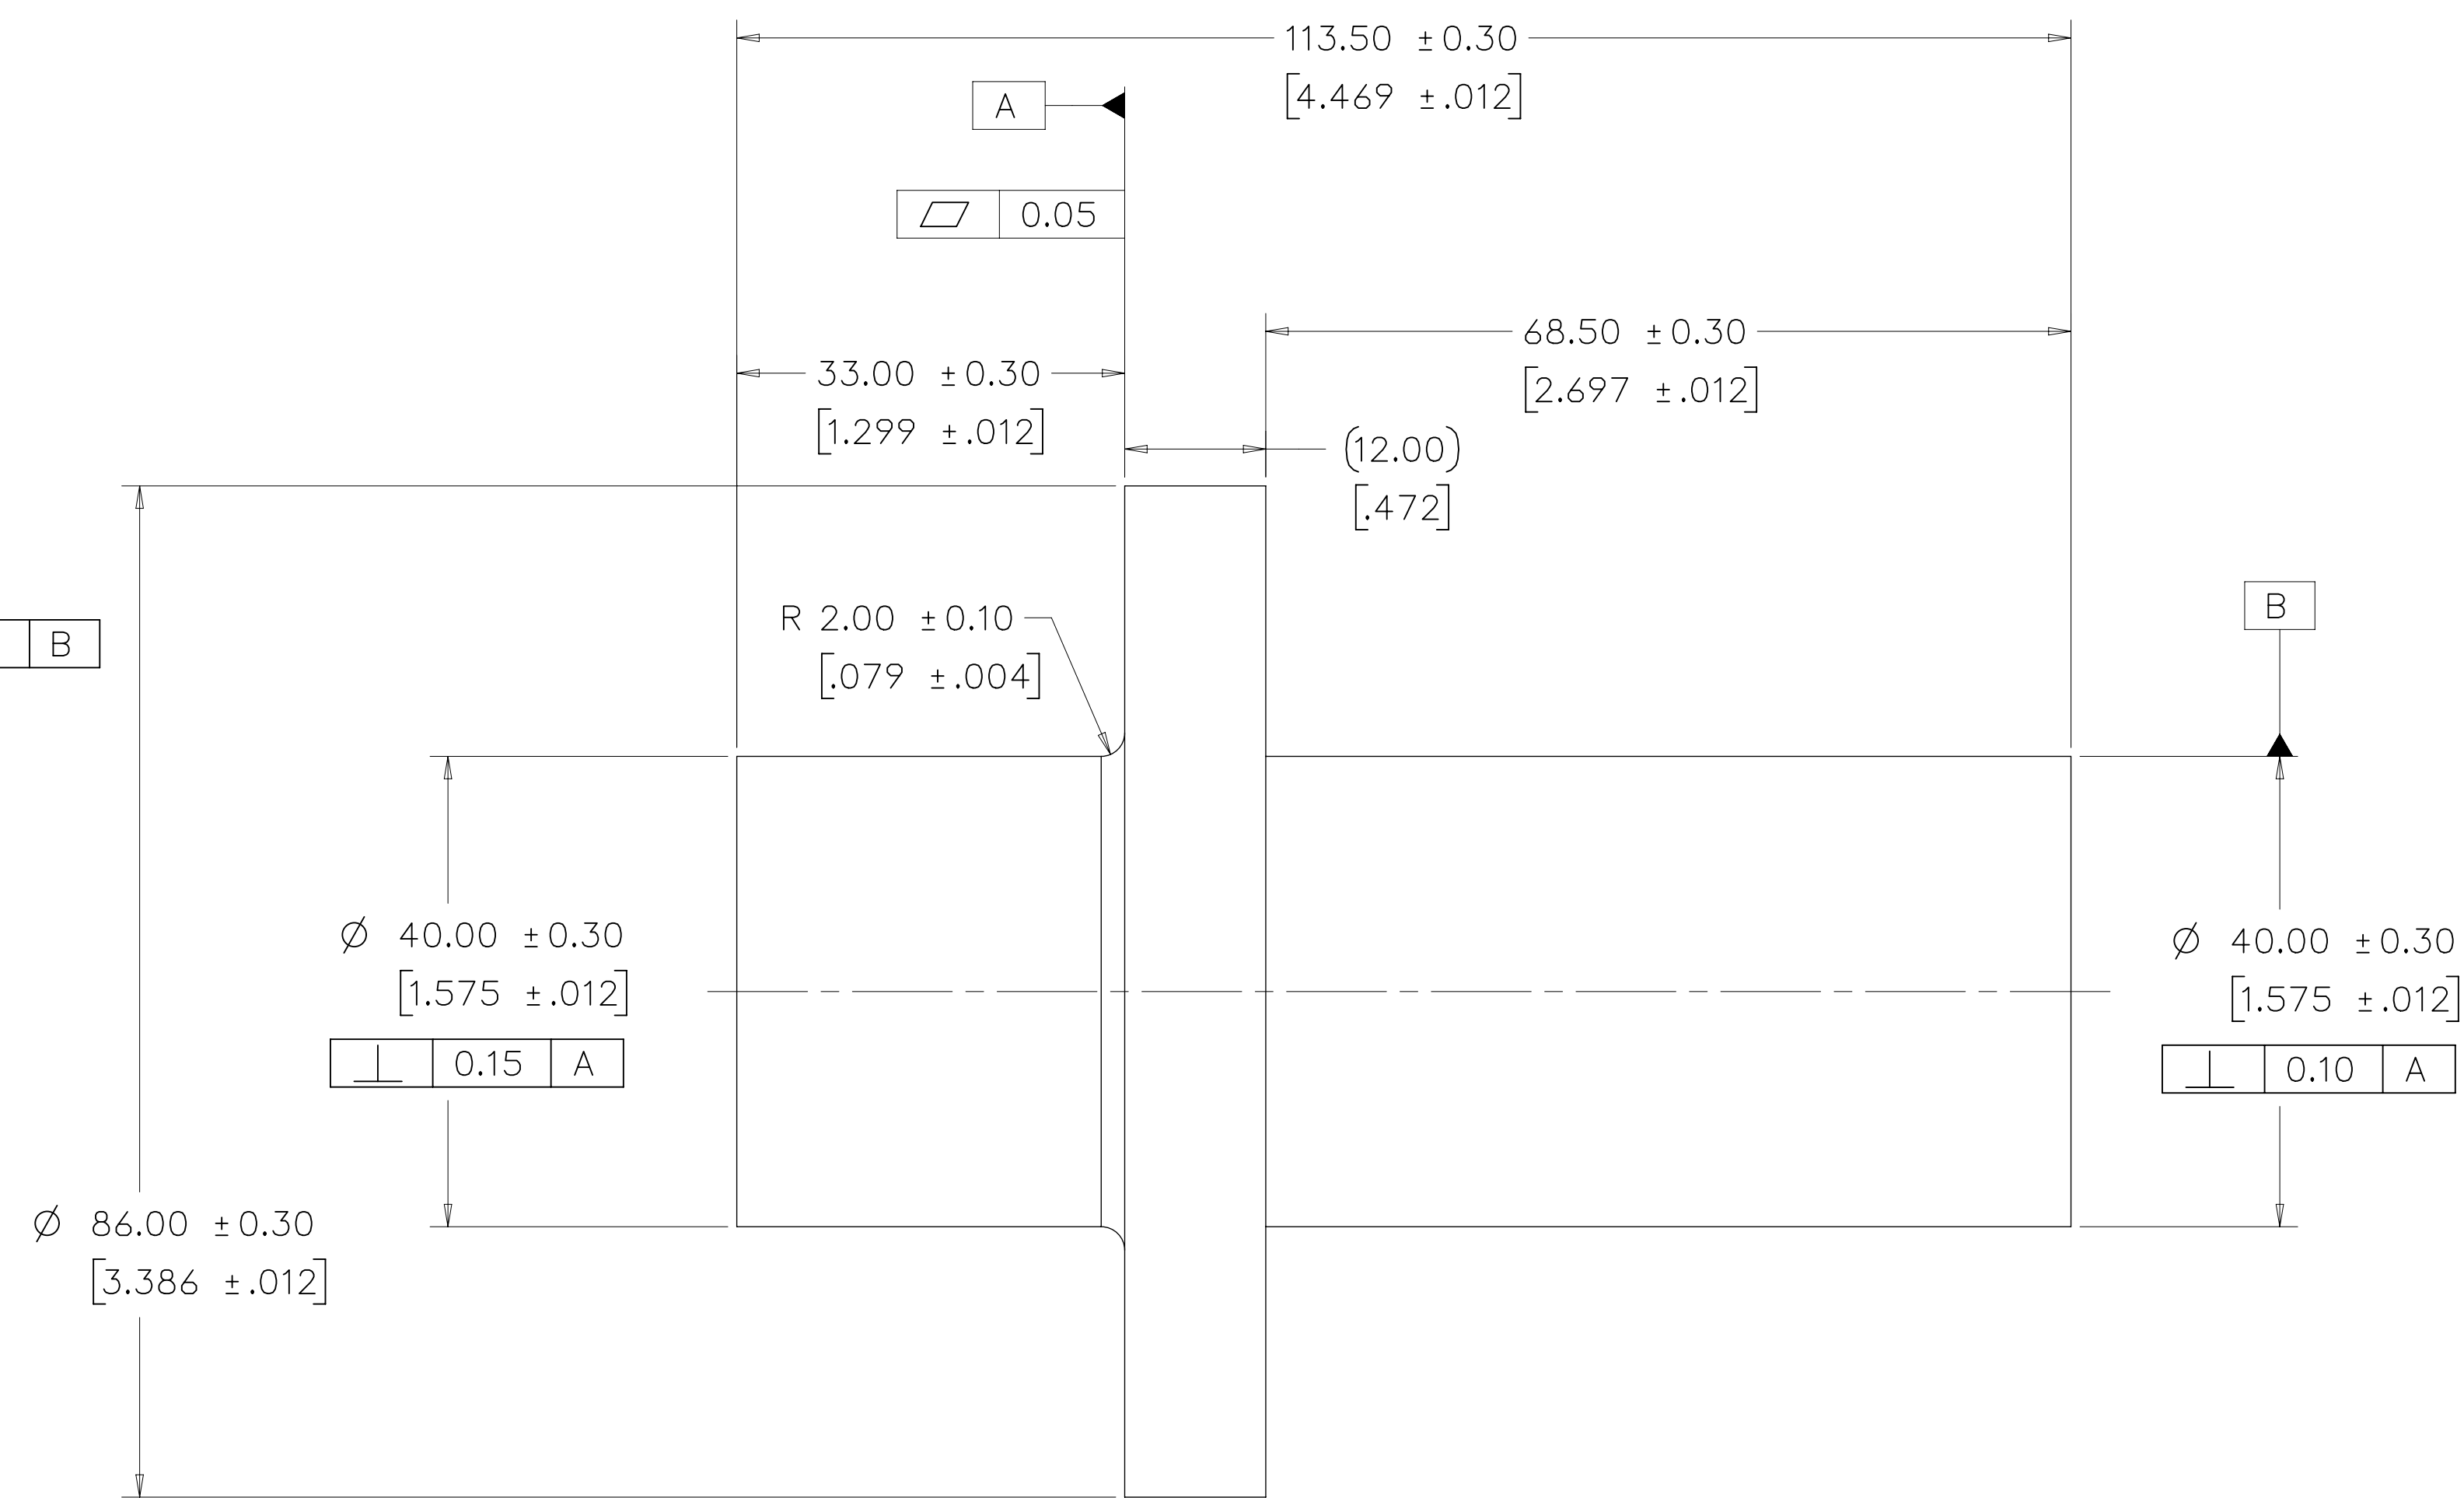 113.50 ±0.30
[4.469 ±.012]
A
⏥ 0.05
68.50 ±0.30
[2.697 ±.012]
33.00 ±0.30
[1.299 ±.012]
(12.00)
[.472]
B
R 2.00 ±0.10
[.079 ±.004]
B
Ø 40.00 ±0.30
[1.575 ±.012]
⊥ 0.15 A
Ø 40.00 ±0.30
[1.575 ±.012]
⊥ 0.10 A
Ø 86.00 ±0.30
[3.386 ±.012]